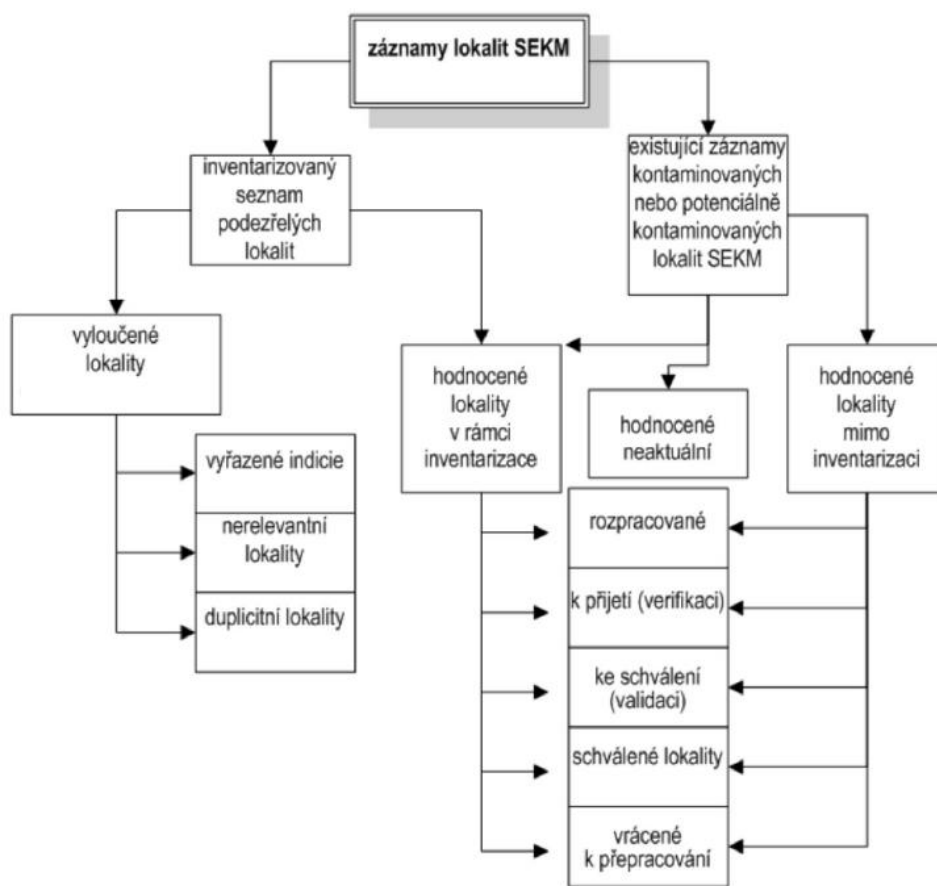 záznamy lokalit SEKM
inventarizovaný
seznam
podezřelých
lokalit
existující záznamy
kontaminovaných
nebo potenciálně
kontaminovaných
lokalit SEKM
vyloučené
lokality
hodnocené
lokality
v rámci
inventarizace
hodnocené
neaktuální
hodnocené
lokality
mimo
inventarizaci
vyřazené indicie
nerelevantní
lokality
duplicitní lokality
rozpracované
k přijetí (verifikaci)
ke schválení
(validaci)
schválené lokality
vrácené
k přepracování